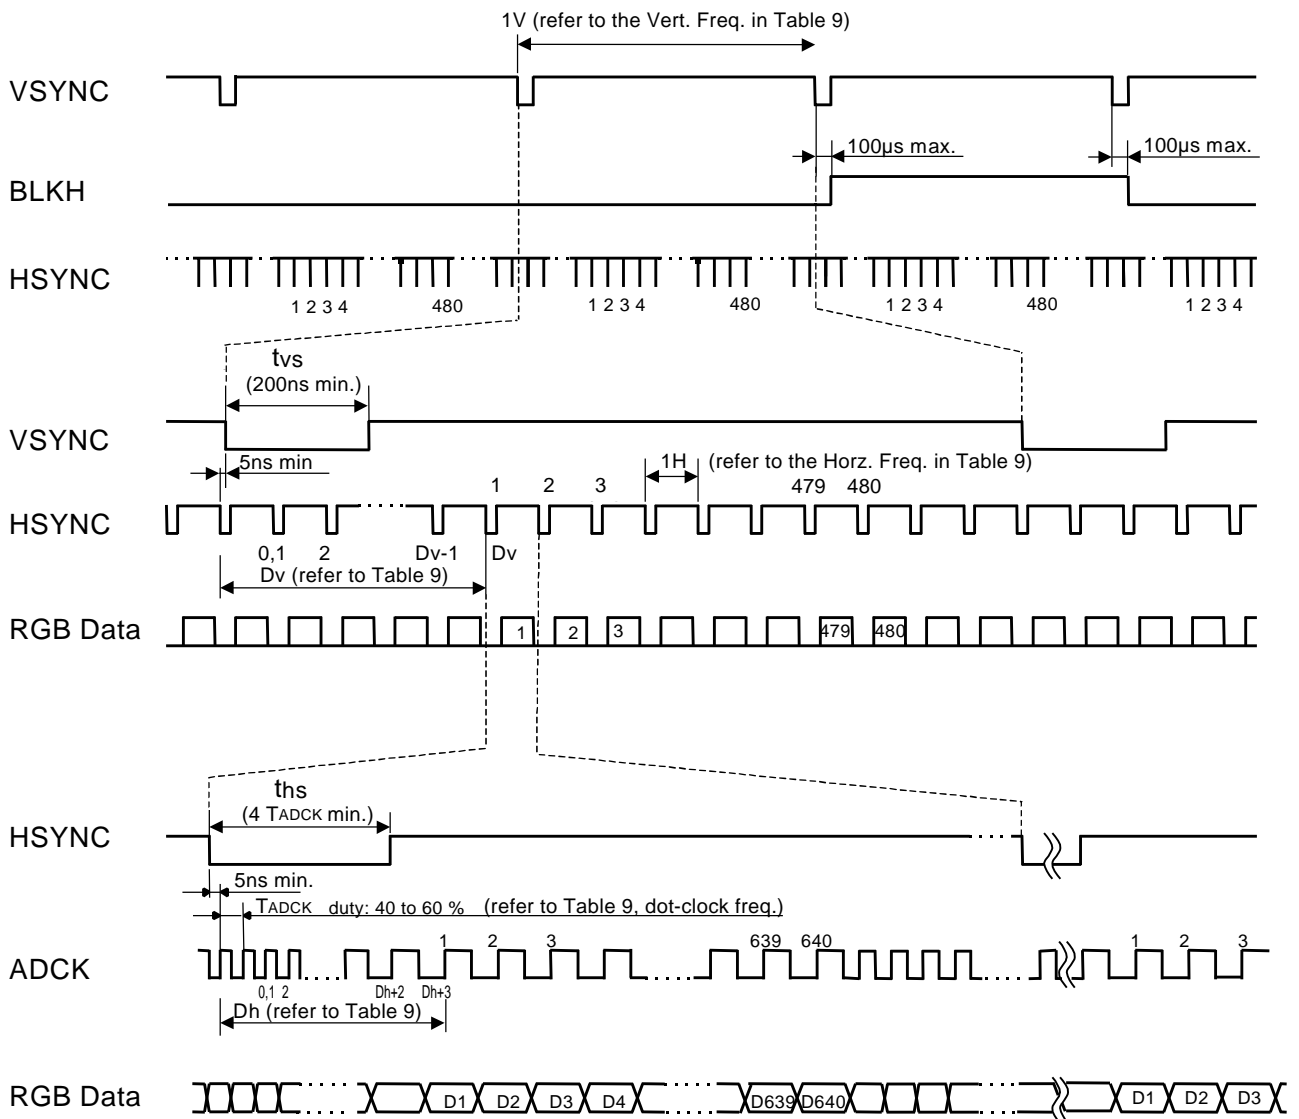 1V (refer to the Vert. Freq. in Table 9)
VSYNC
100µs max.
100µs max.
BLKH
HSYNC
1 2 3 4
480
1 2 3 4
480
1 2 3 4
480
1 2 3 4
tvs
(200ns min.)
VSYNC
5ns min
1H (refer to the Horz. Freq. in Table 9)
1 2 3 479 480
HSYNC
0,1 2 Dv-1 Dv
Dv (refer to Table 9)
RGB Data
1 2 3 479 480
ths
(4 TADCK min.)
HSYNC
5ns min.
TADCK duty: 40 to 60 % (refer to Table 9, dot-clock freq.)
1 2 3 639 640 1 2 3
ADCK
0,1 2 Dh+2 Dh+3
Dh (refer to Table 9)
RGB Data
D1 D2 D3 D4 D639 D640 D1 D2 D3